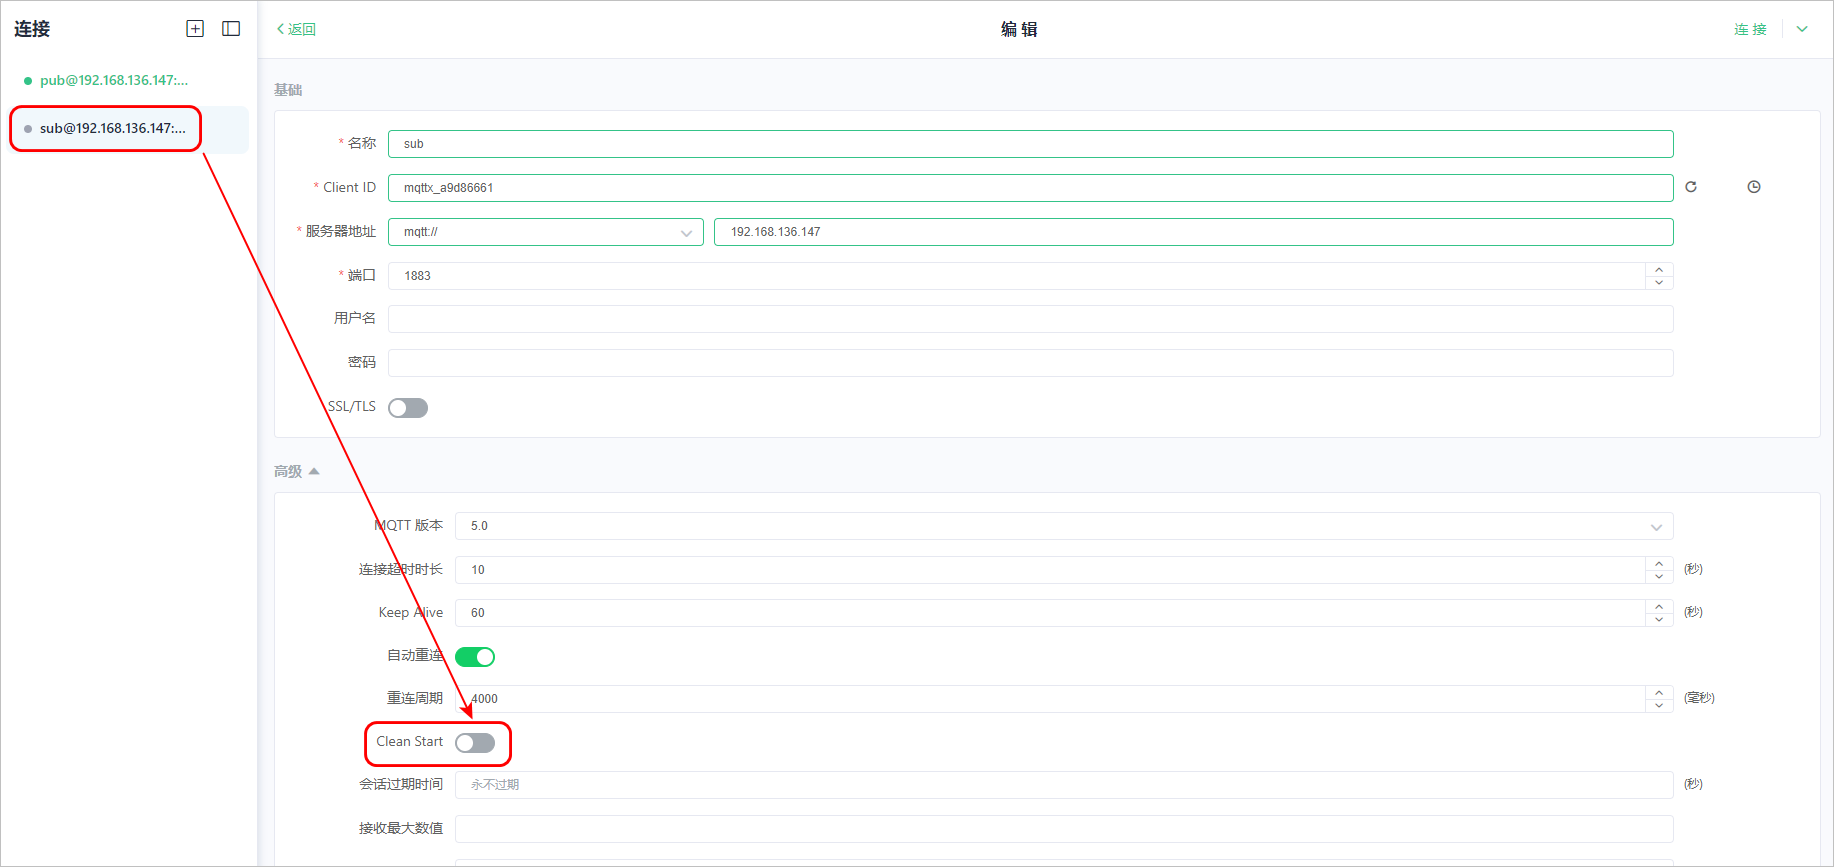 连接
pub@192.168.136.147:...
sub@192.168.136.147:...
返回
编 辑
连 接
基础
* 名称
sub
* Client ID
mqttx_a9d86661
* 服务器地址
mqtt://
192.168.136.147
* 端口
1883
用户名
密码
SSL/TLS
高级
MQTT 版本
5.0
连接超时时长
10
(秒)
Keep Alive
60
(秒)
自动重连
重连周期
4000
(毫秒)
Clean Start
会话过期时间
永不过期
(秒)
接收最大数值